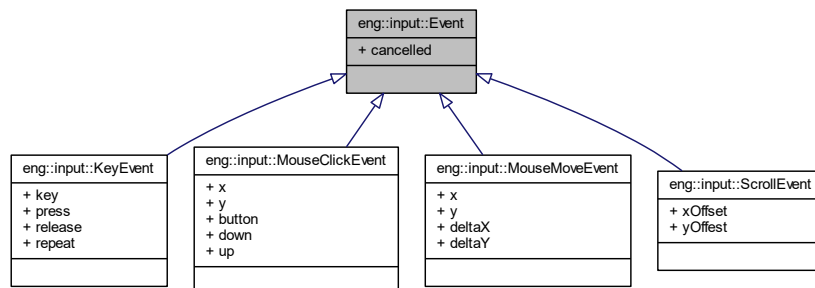 eng::input::Event
+ cancelled
eng::input::KeyEvent
+ key
+ press
+ release
+ repeat
eng::input::MouseClickEvent
+ x
+ y
+ button
+ down
+ up
eng::input::MouseMoveEvent
+ x
+ y
+ deltaX
+ deltaY
eng::input::ScrollEvent
+ xOffset
+ yOffest